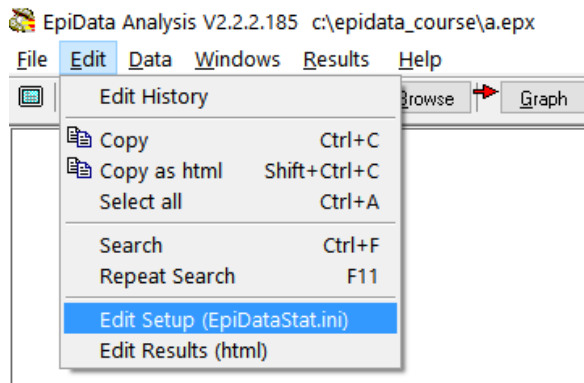 EpiData Analysis V2.2.2.185 c:\epidata_course\a.epx
File Edit Data Windows Results Help
Browse Graph
Edit History
Copy Ctrl+C
Copy as html Shift+Ctrl+C
Select all Ctrl+A
Search Ctrl+F
Repeat Search F11
Edit Setup (EpiDataStat.ini)
Edit Results (html)